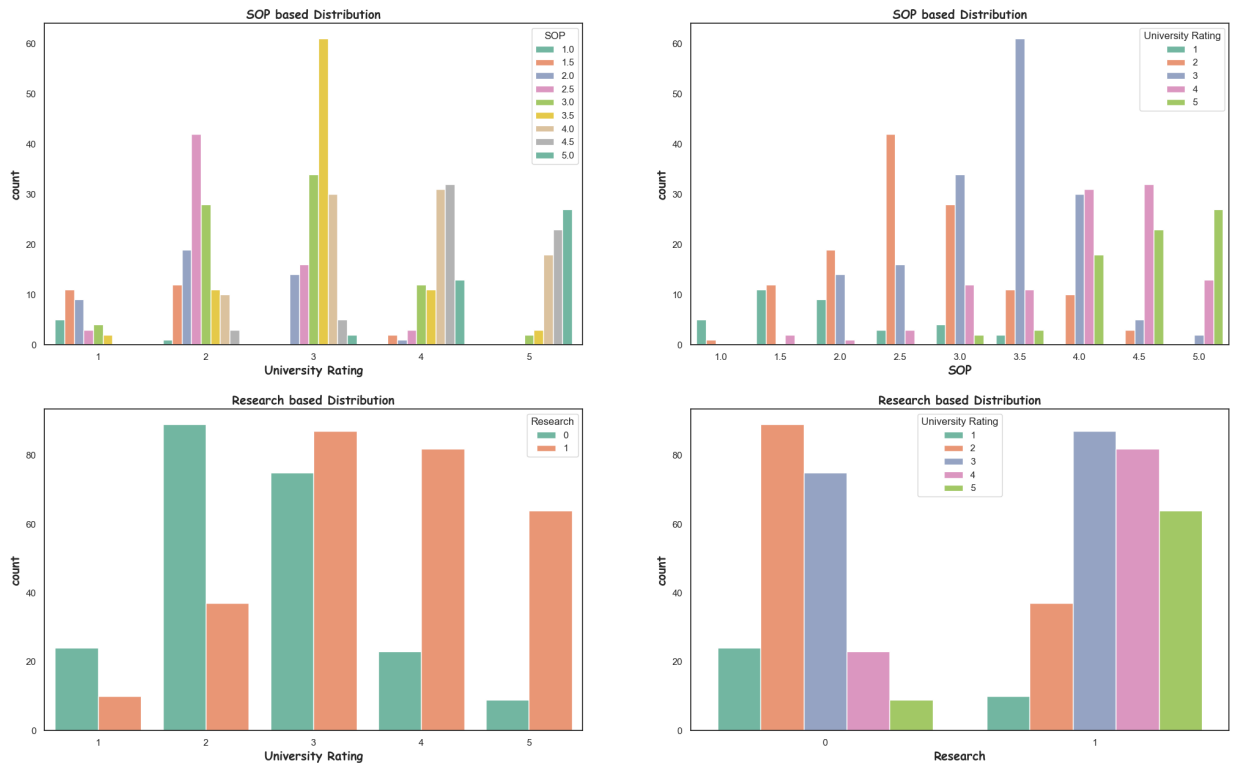 SOP based Distribution
60
50
40
30
20
10
0
count
1 2 3 4 5
University Rating
SOP
1.0
1.5
2.0
2.5
3.0
3.5
4.0
4.5
5.0
SOP based Distribution
60
50
40
30
20
10
0
count
1.0 1.5 2.0 2.5 3.0 3.5 4.0 4.5 5.0
SOP
University Rating
1
2
3
4
5
Research based Distribution
80
60
40
20
0
count
1 2 3 4 5
University Rating
Research
0
1
Research based Distribution
80
60
40
20
0
count
0 1
Research
University Rating
1
2
3
4
5